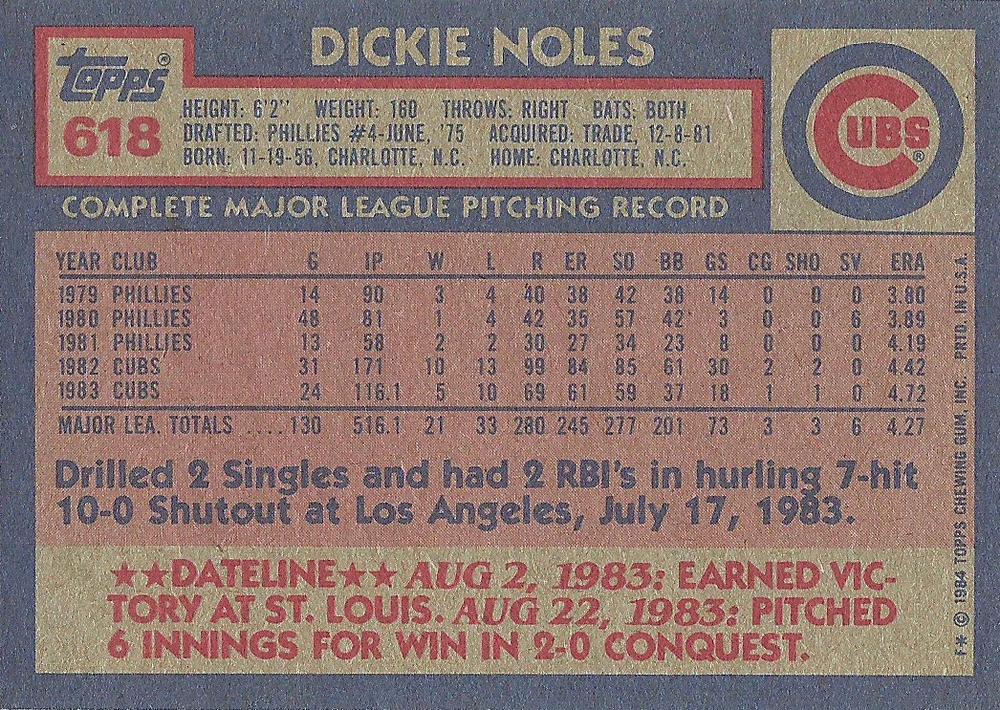 DICKIE NOLES
Topps®
618
HEIGHT: 6'2" WEIGHT: 160 THROWS: RIGHT BATS: BOTH
DRAFTED: PHILLIES #4-JUNE, '75 ACQUIRED: TRADE, 12-8-81
BORN: 11-19-56, CHARLOTTE, N.C. HOME: CHARLOTTE, N.C.
CUBS®
COMPLETE MAJOR LEAGUE PITCHING RECORD
YEAR CLUB G IP W L R ER SO BB GS CG SHO SV ERA
1979 PHILLIES 14 90 3 4 40 38 42 38 14 0 0 0 3.80
1980 PHILLIES 48 81 1 4 42 35 57 42 3 0 0 6 3.89
1981 PHILLIES 13 58 2 2 30 27 34 23 8 0 0 0 4.19
1982 CUBS 31 171 10 13 99 84 85 61 30 2 2 0 4.42
1983 CUBS 24 116.1 5 10 69 61 59 37 18 1 1 0 4.72
MAJOR LEA. TOTALS ....130 516.1 21 33 280 245 277 201 73 3 3 6 4.27
Drilled 2 Singles and had 2 RBI's in hurling 7-hit
10-0 Shutout at Los Angeles, July 17, 1983.
★★DATELINE★★ AUG 2, 1983: EARNED VIC-
TORY AT ST. LOUIS. AUG 22, 1983: PITCHED
6 INNINGS FOR WIN IN 2-0 CONQUEST.
F* © 1984 TOPPS CHEWING GUM, INC. PRTD. IN U.S.A.